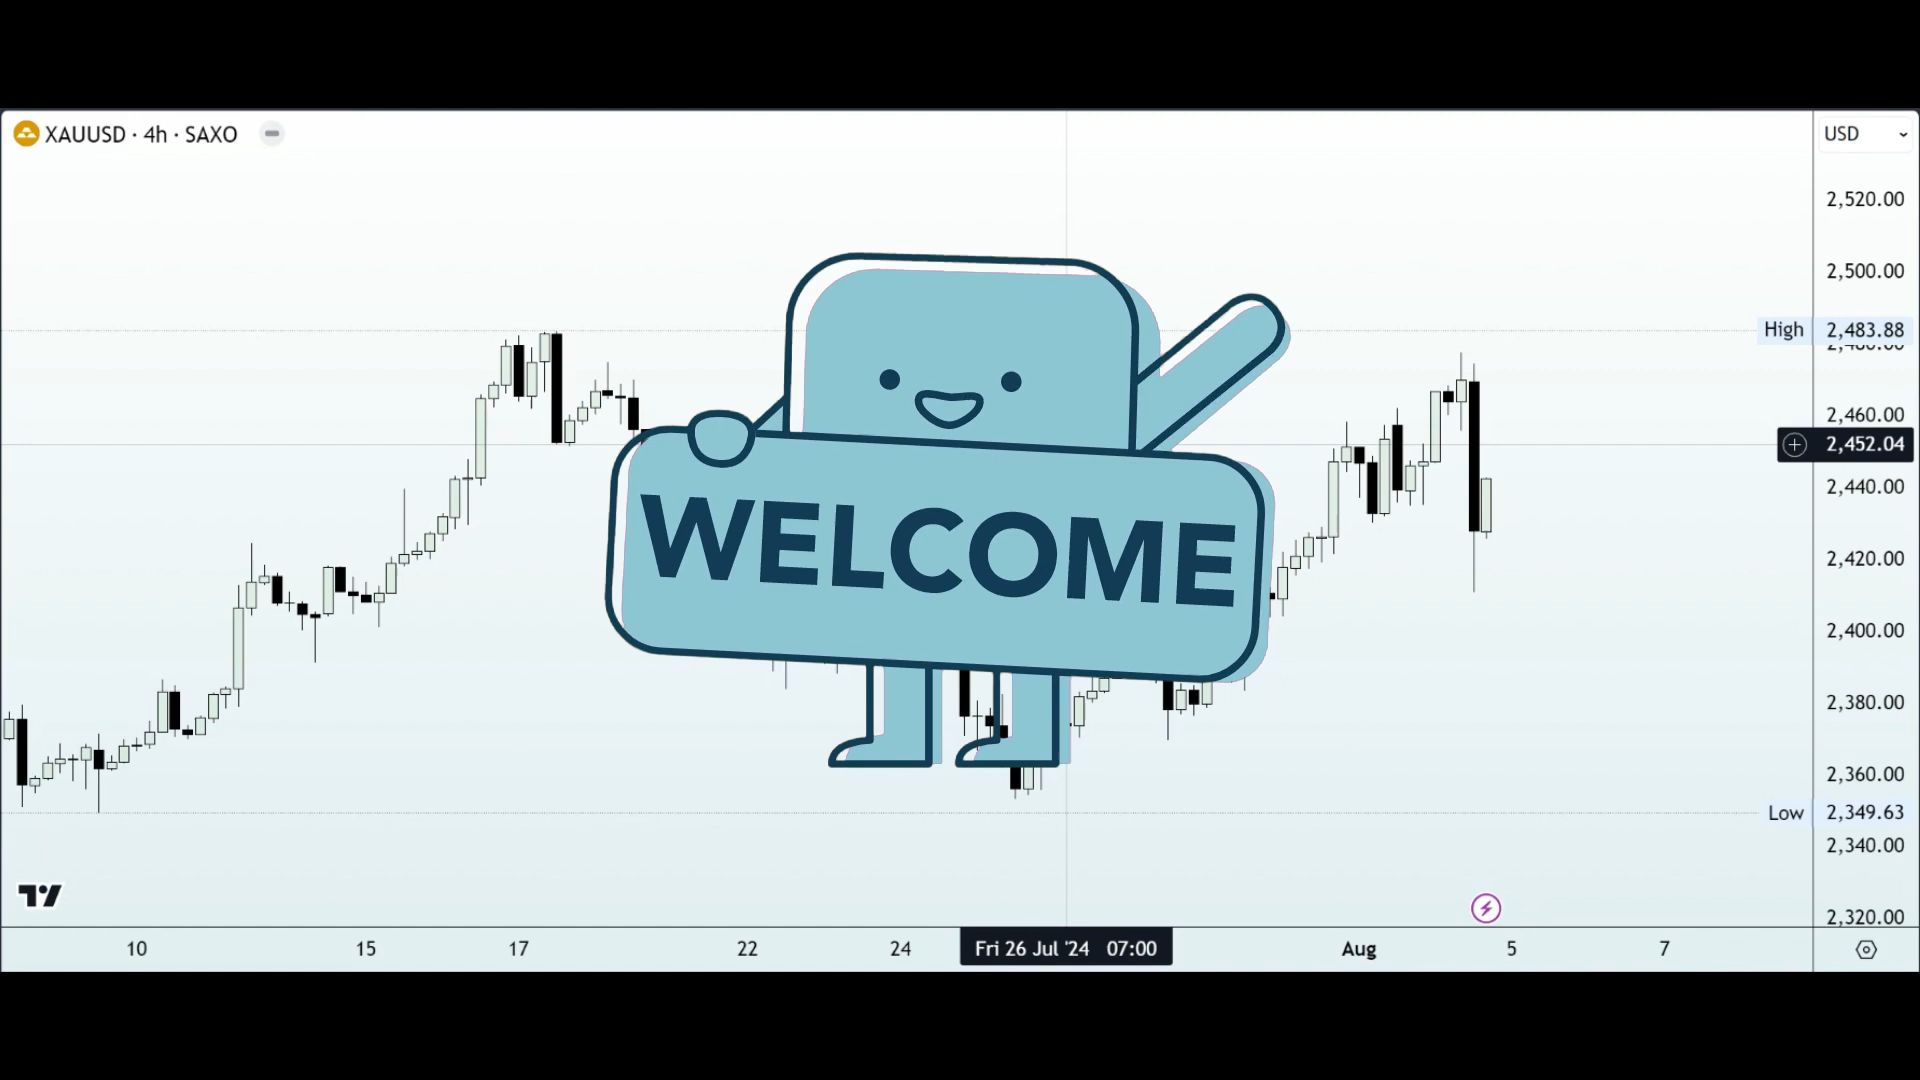 XAUUSD · 4h · SAXO
USD
2,520.00
2,500.00
High 2,483.88
2,460.00
2,452.04
2,440.00
2,420.00
2,400.00
2,380.00
2,360.00
Low 2,349.63
2,340.00
2,320.00
WELCOME
10 15 17 22 24 Fri 26 Jul '24 07:00 Aug 5 7